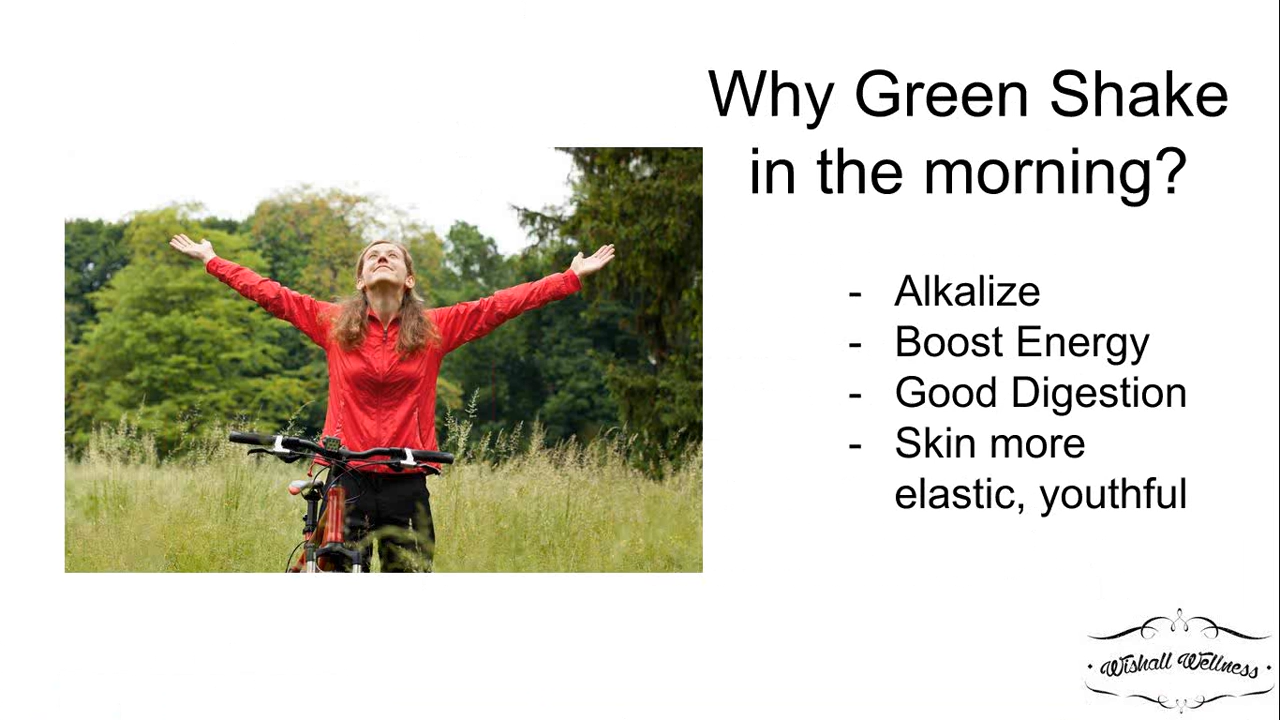 Why Green Shake
in the morning?
- Alkalize
- Boost Energy
- Good Digestion
- Skin more
elastic, youthful
• Wishall Wellness •